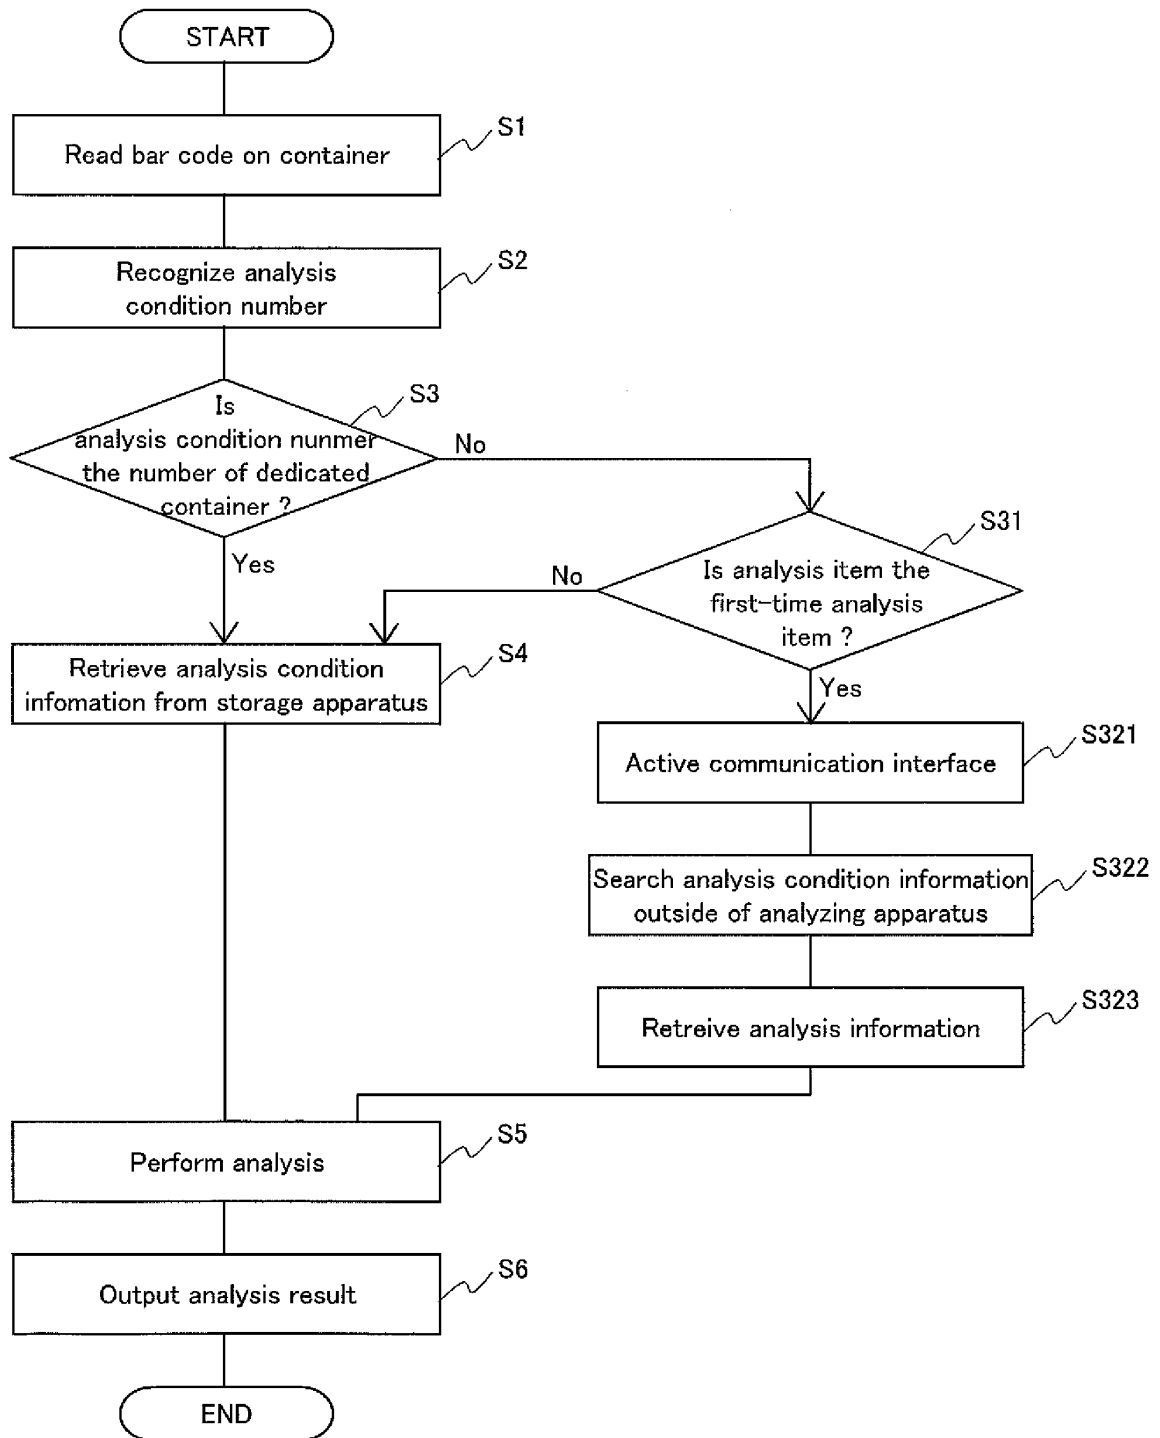 START
S1
Read bar code on container
S2
Recognize analysis
condition number
S3
Is
analysis condition nunmer
the number of dedicated
container ?
No
Yes
S31
Is analysis item the
first-time analysis
item ?
No
Yes
S4
Retrieve analysis condition
infomation from storage apparatus
S321
Active communication interface
S322
Search analysis condition information
outside of analyzing apparatus
S323
Retreive analysis information
S5
Perform analysis
S6
Output analysis result
END